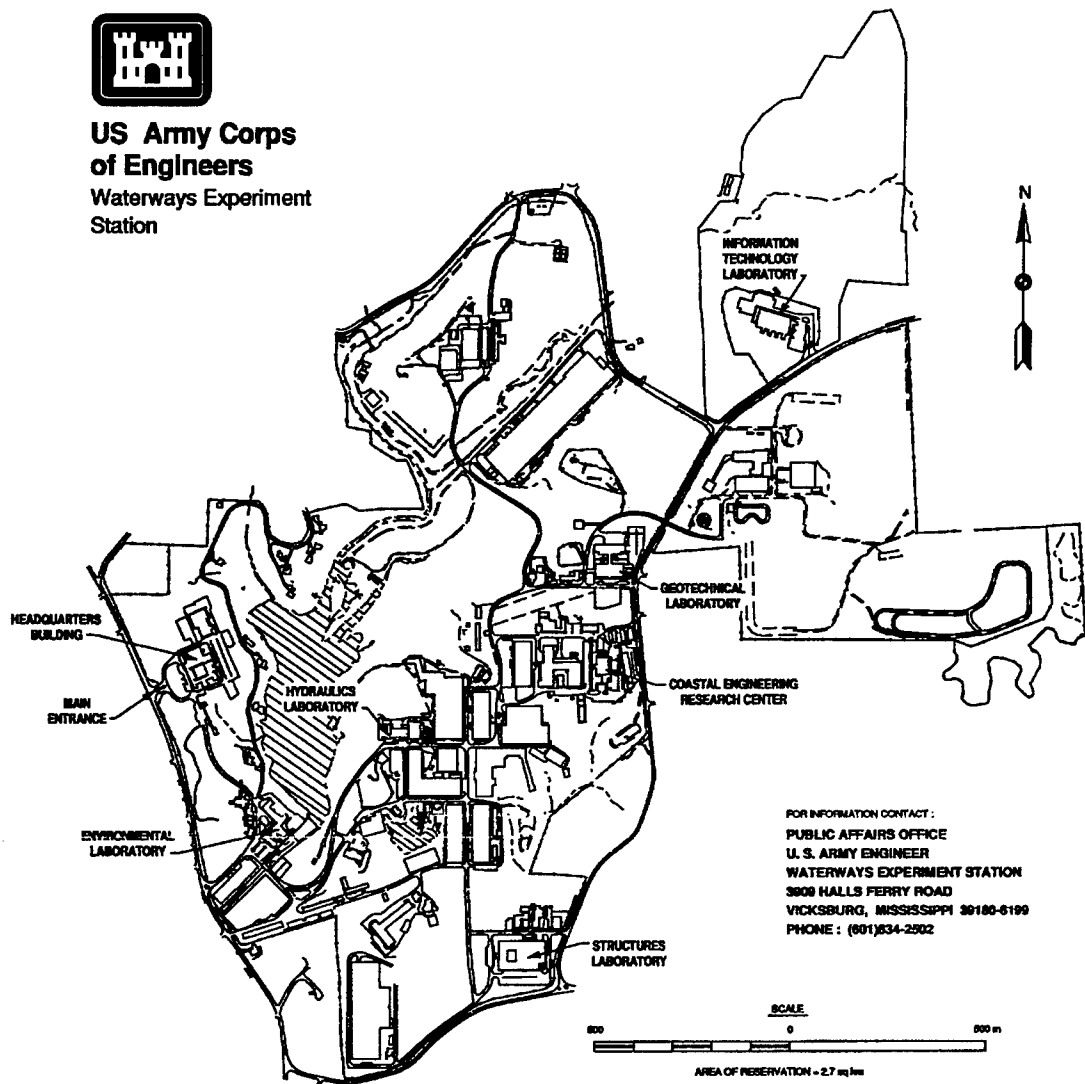 US Army Corps
of Engineers
Waterways Experiment
Station
N
INFORMATION
TECHNOLOGY
LABORATORY
GEOTECHNICAL
LABORATORY
HEADQUARTERS
BUILDING
MAIN
ENTRANCE
HYDRAULICS
LABORATORY
COASTAL ENGINEERING
RESEARCH CENTER
ENVIRONMENTAL
LABORATORY
STRUCTURES
LABORATORY
FOR INFORMATION CONTACT :
PUBLIC AFFAIRS OFFICE
U. S. ARMY ENGINEER
WATERWAYS EXPERIMENT STATION
3909 HALLS FERRY ROAD
VICKSBURG, MISSISSIPPI 39180-6199
PHONE : (601)634-2502
SCALE
500 0 500 m
AREA OF RESERVATION = 2.7 sq km